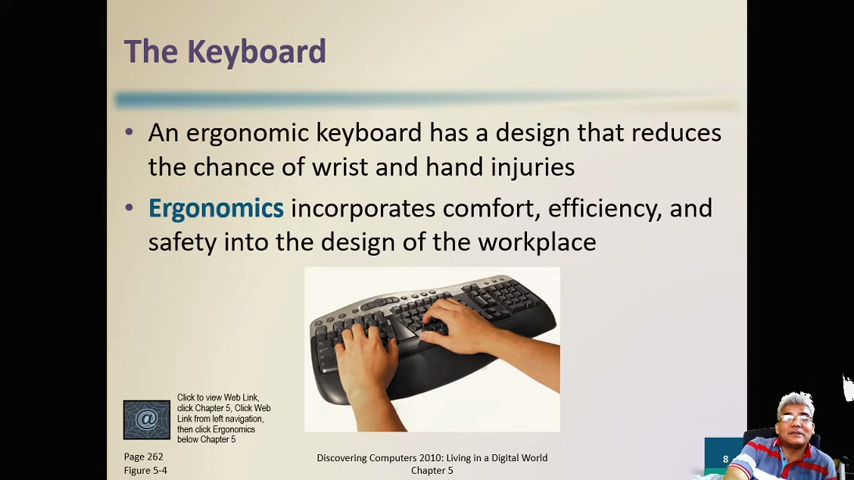 The Keyboard
• An ergonomic keyboard has a design that reduces
the chance of wrist and hand injuries
• Ergonomics incorporates comfort, efficiency, and
safety into the design of the workplace
Click to view Web Link,
click Chapter 5, Click Web
Link from left navigation,
then click Ergonomics
below Chapter 5
Page 262
Figure 5-4
Discovering Computers 2010: Living in a Digital World
Chapter 5
8